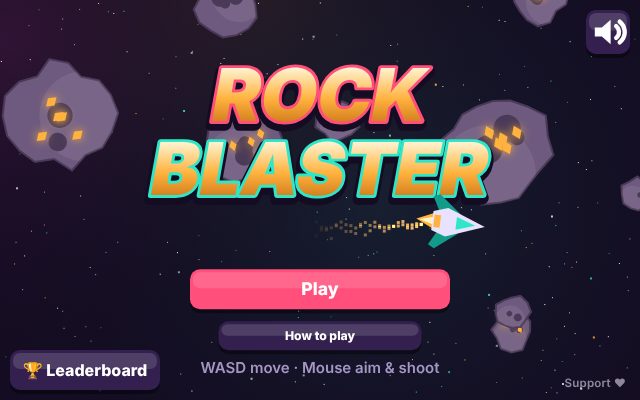 ROCK
BLASTER
Play
How to play
🏆 Leaderboard
WASD move · Mouse aim & shoot
Support ♥